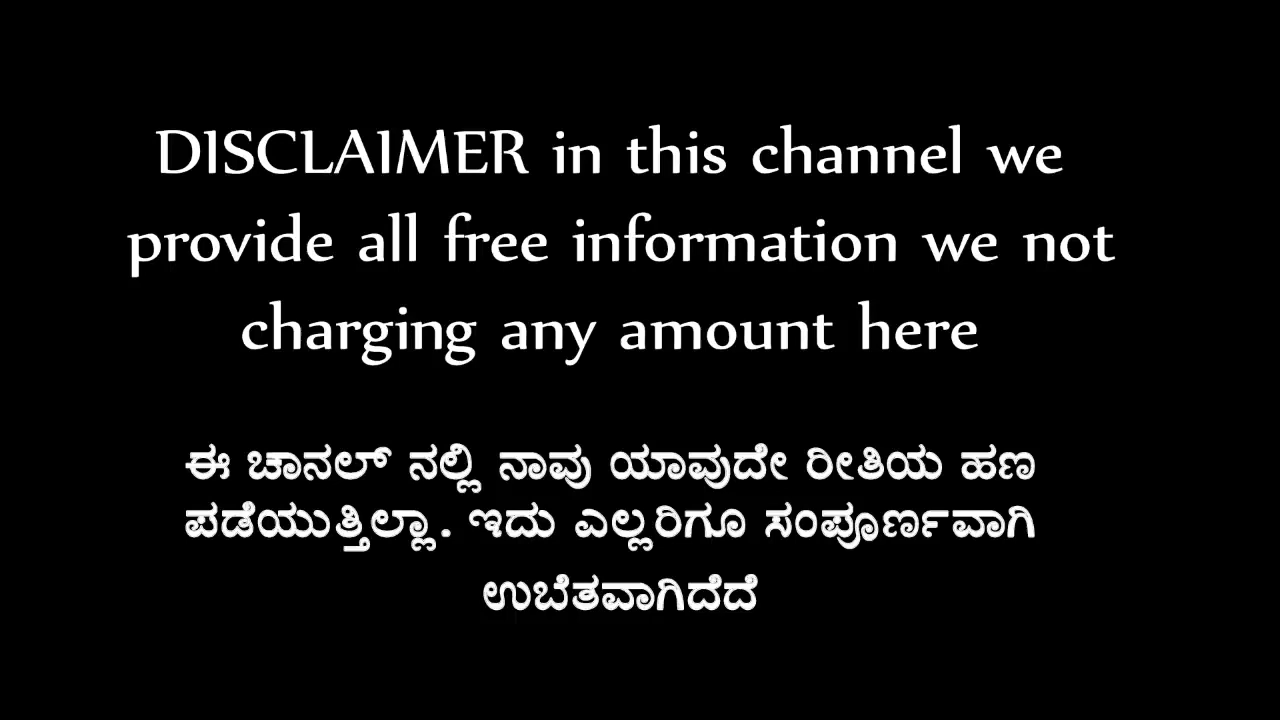 DISCLAIMER in this channel we
provide all free information we not
charging any amount here
ಈ ಚಾನಲ್ ನಲ್ಲಿ ನಾವು ಯಾವುದೇ ರೀತಿಯ ಹಣ
ಪಡೆಯುತ್ತಿಲ್ಲಾ. ಇದು ಎಲ್ಲರಿಗೂ ಸಂಪೂರ್ಣವಾಗಿ
ಉಬೆತವಾಗಿದೆದೆ